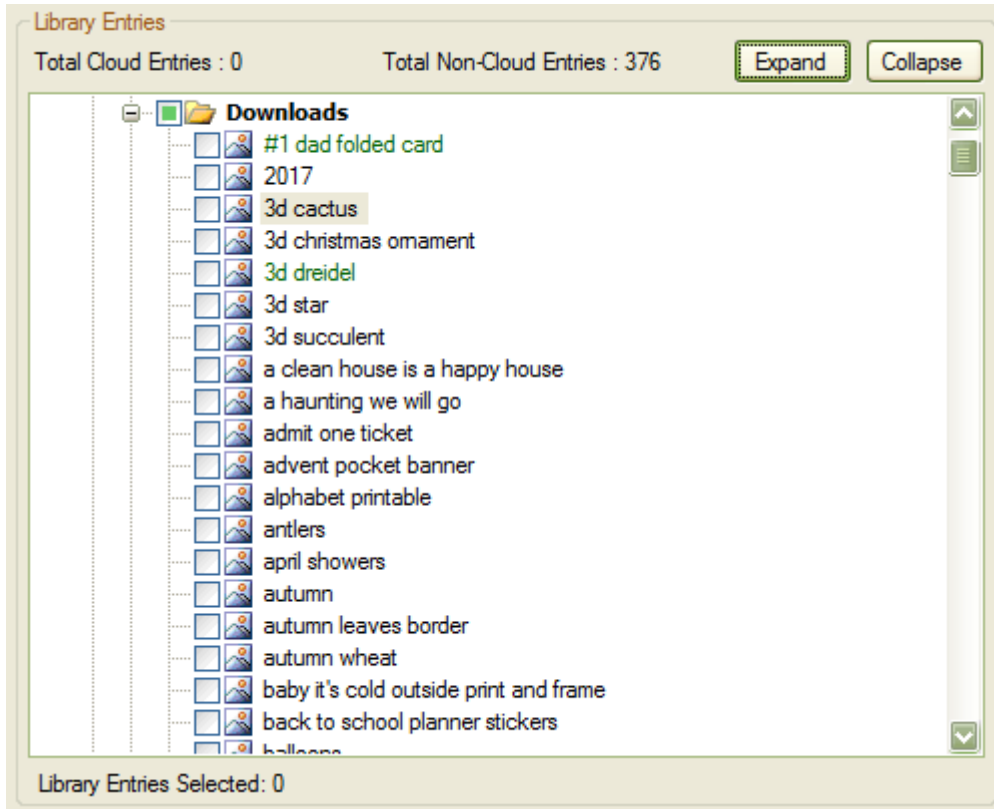 Library Entries
Total Cloud Entries : 0 Total Non-Cloud Entries : 376 Expand Collapse
Downloads
#1 dad folded card
2017
3d cactus
3d christmas ornament
3d dreidel
3d star
3d succulent
a clean house is a happy house
a haunting we will go
admit one ticket
advent pocket banner
alphabet printable
antlers
april showers
autumn
autumn leaves border
autumn wheat
baby it's cold outside print and frame
back to school planner stickers
balloons
Library Entries Selected: 0